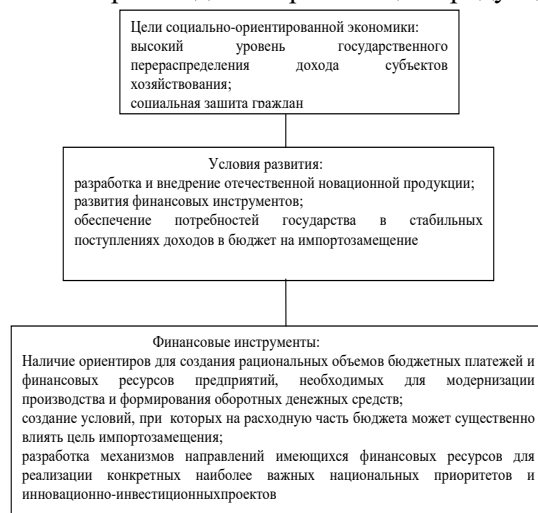 Цели социально-ориентированной экономики:
высокий уровень государственного
перераспределения дохода субъектов
хозяйствования;
социальная защита граждан
Условия развития:
разработка и внедрение отечественной новационной продукции;
развития финансовых инструментов;
обеспечение потребностей государства в стабильных
поступлениях доходов в бюджет на импортозамещение
Финансовые инструменты:
Наличие ориентиров для создания рациональных объемов бюджетных платежей и
финансовых ресурсов предприятий, необходимых для модернизации
производства и формирования оборотных денежных средств;
создание условий, при которых на расходную часть бюджета может существенно
влиять цель импортозамещения;
разработка механизмов направлений имеющихся финансовых ресурсов для
реализации конкретных наиболее важных национальных приоритетов и
инновационно-инвестиционныхпроектов